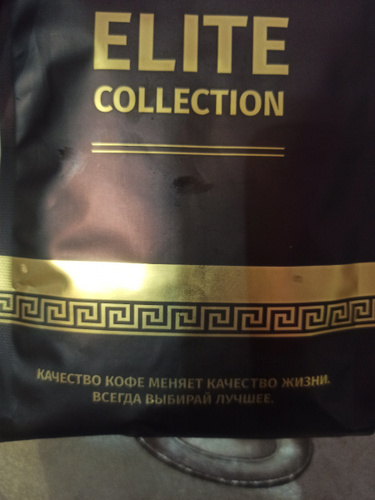 ELITE
COLLECTION
КАЧЕСТВО КОФЕ МЕНЯЕТ КАЧЕСТВО ЖИЗНИ.
ВСЕГДА ВЫБИРАЙ ЛУЧШЕЕ.